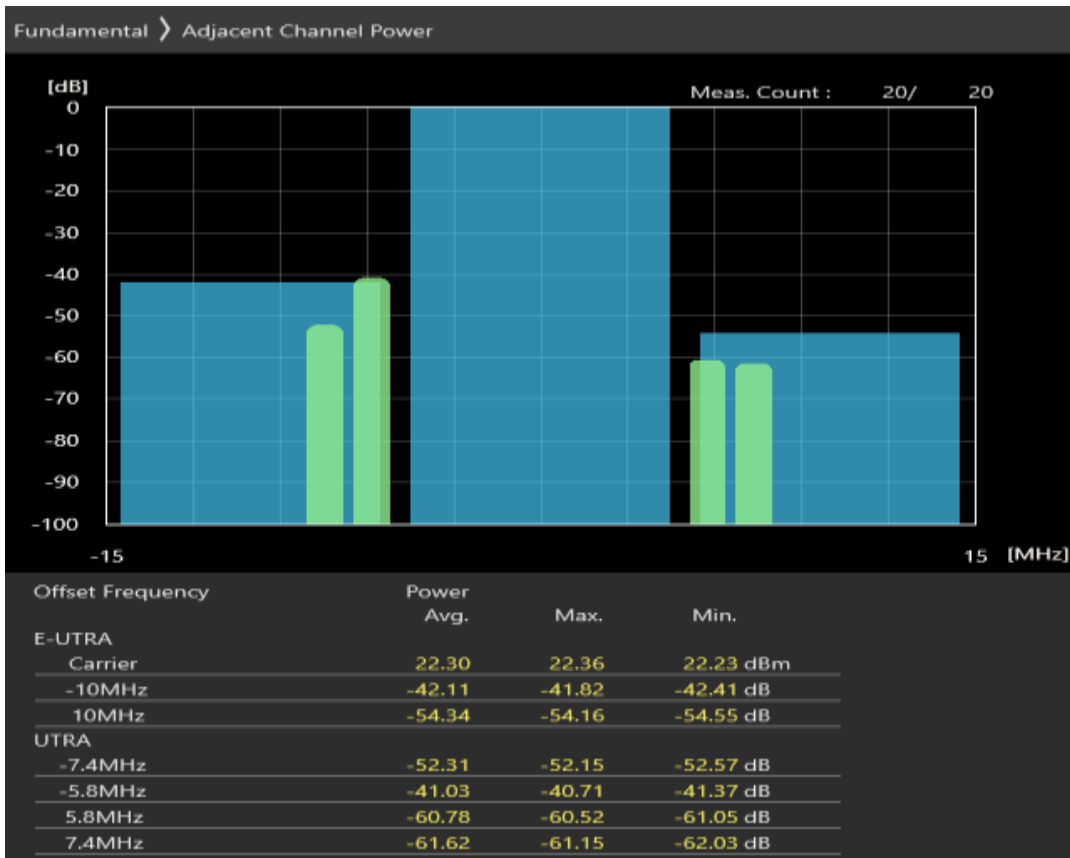 Fundamental ❯ Adjacent Channel Power
[dB]
Meas. Count : 20/ 20
0
-10
-20
-30
-40
-50
-60
-70
-80
-90
-100
-15 15 [MHz]
Offset Frequency Power
Avg. Max. Min.
E-UTRA
Carrier 22.30 22.36 22.23 dBm
-10MHz -42.11 -41.82 -42.41 dB
10MHz -54.34 -54.16 -54.55 dB
UTRA
-7.4MHz -52.31 -52.15 -52.57 dB
-5.8MHz -41.03 -40.71 -41.37 dB
5.8MHz -60.78 -60.52 -61.05 dB
7.4MHz -61.62 -61.15 -62.03 dB